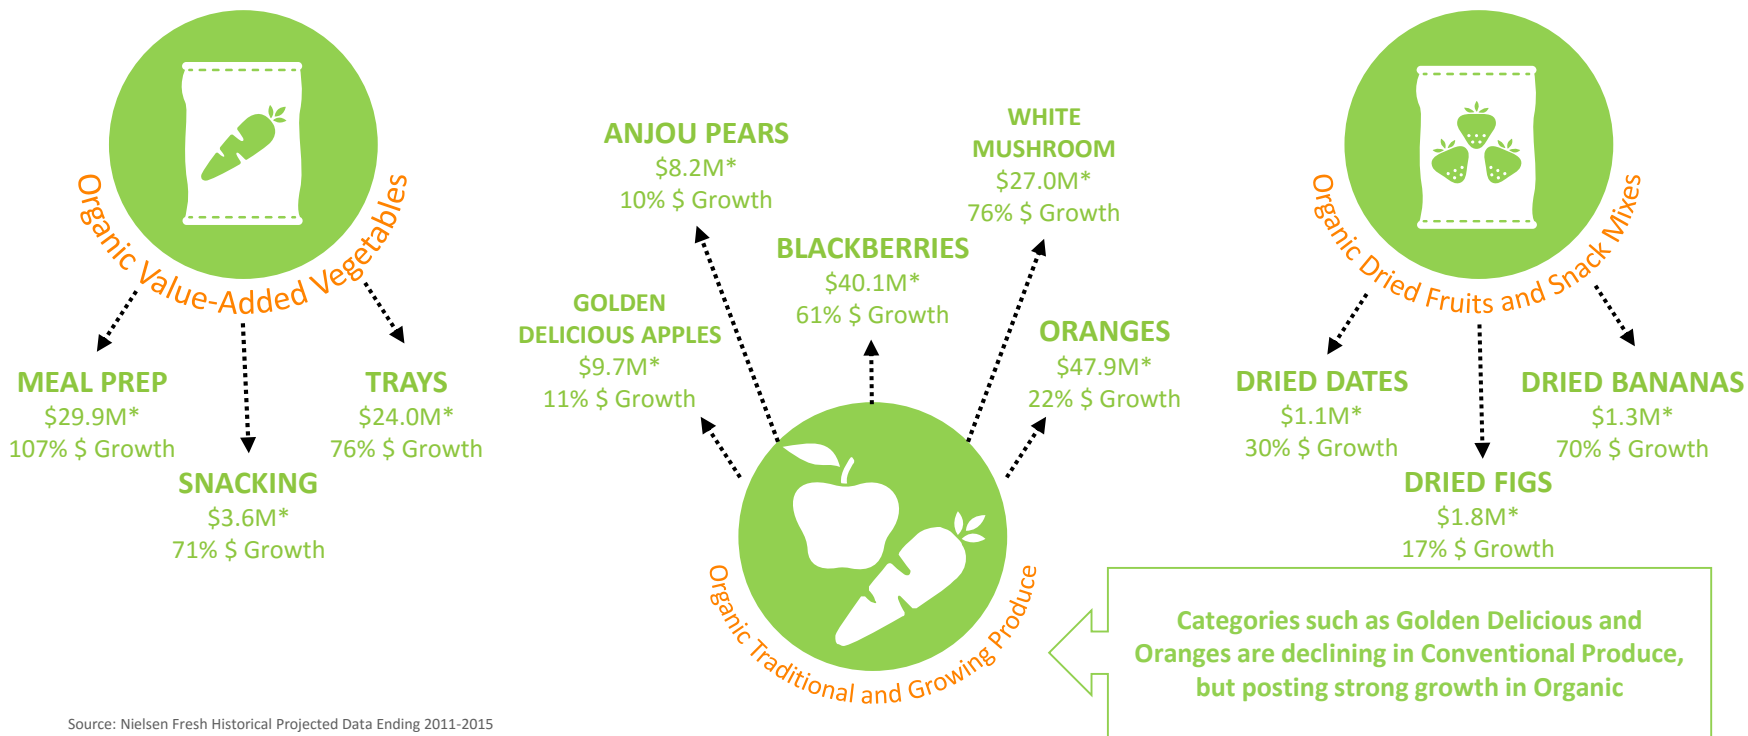 Organic Value-Added Vegetables
MEAL PREP
$29.9M*
107% $ Growth
SNACKING
$3.6M*
71% $ Growth
TRAYS
$24.0M*
76% $ Growth
ANJOU PEARS
$8.2M*
10% $ Growth
GOLDEN
DELICIOUS APPLES
$9.7M*
11% $ Growth
BLACKBERRIES
$40.1M*
61% $ Growth
WHITE
MUSHROOM
$27.0M*
76% $ Growth
ORANGES
$47.9M*
22% $ Growth
Organic Traditional and Growing Produce
Organic Dried Fruits and Snack Mixes
DRIED DATES
$1.1M*
30% $ Growth
DRIED FIGS
$1.8M*
17% $ Growth
DRIED BANANAS
$1.3M*
70% $ Growth
Categories such as Golden Delicious and
Oranges are declining in Conventional Produce,
but posting strong growth in Organic
Source: Nielsen Fresh Historical Projected Data Ending 2011-2015